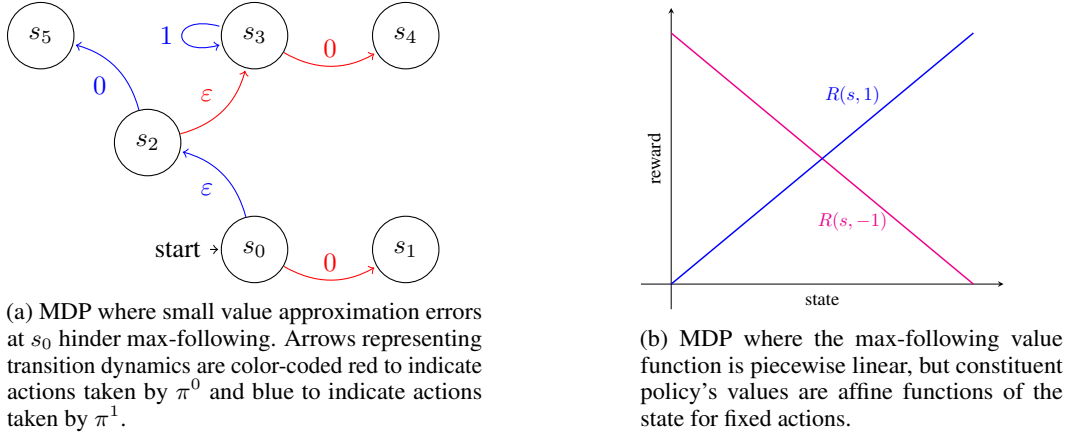 s₅
1
s₃
0
s₄
0
ε
s₂
ε
start
s₀
0
s₁
(a) MDP where small value approximation errors
at s₀ hinder max-following. Arrows representing
transition dynamics are color-coded red to indicate
actions taken by π⁰ and blue to indicate actions
taken by π¹.
R(s, 1)
reward
R(s, −1)
state
(b) MDP where the max-following value
function is piecewise linear, but constituent
policy's values are affine functions of the
state for fixed actions.